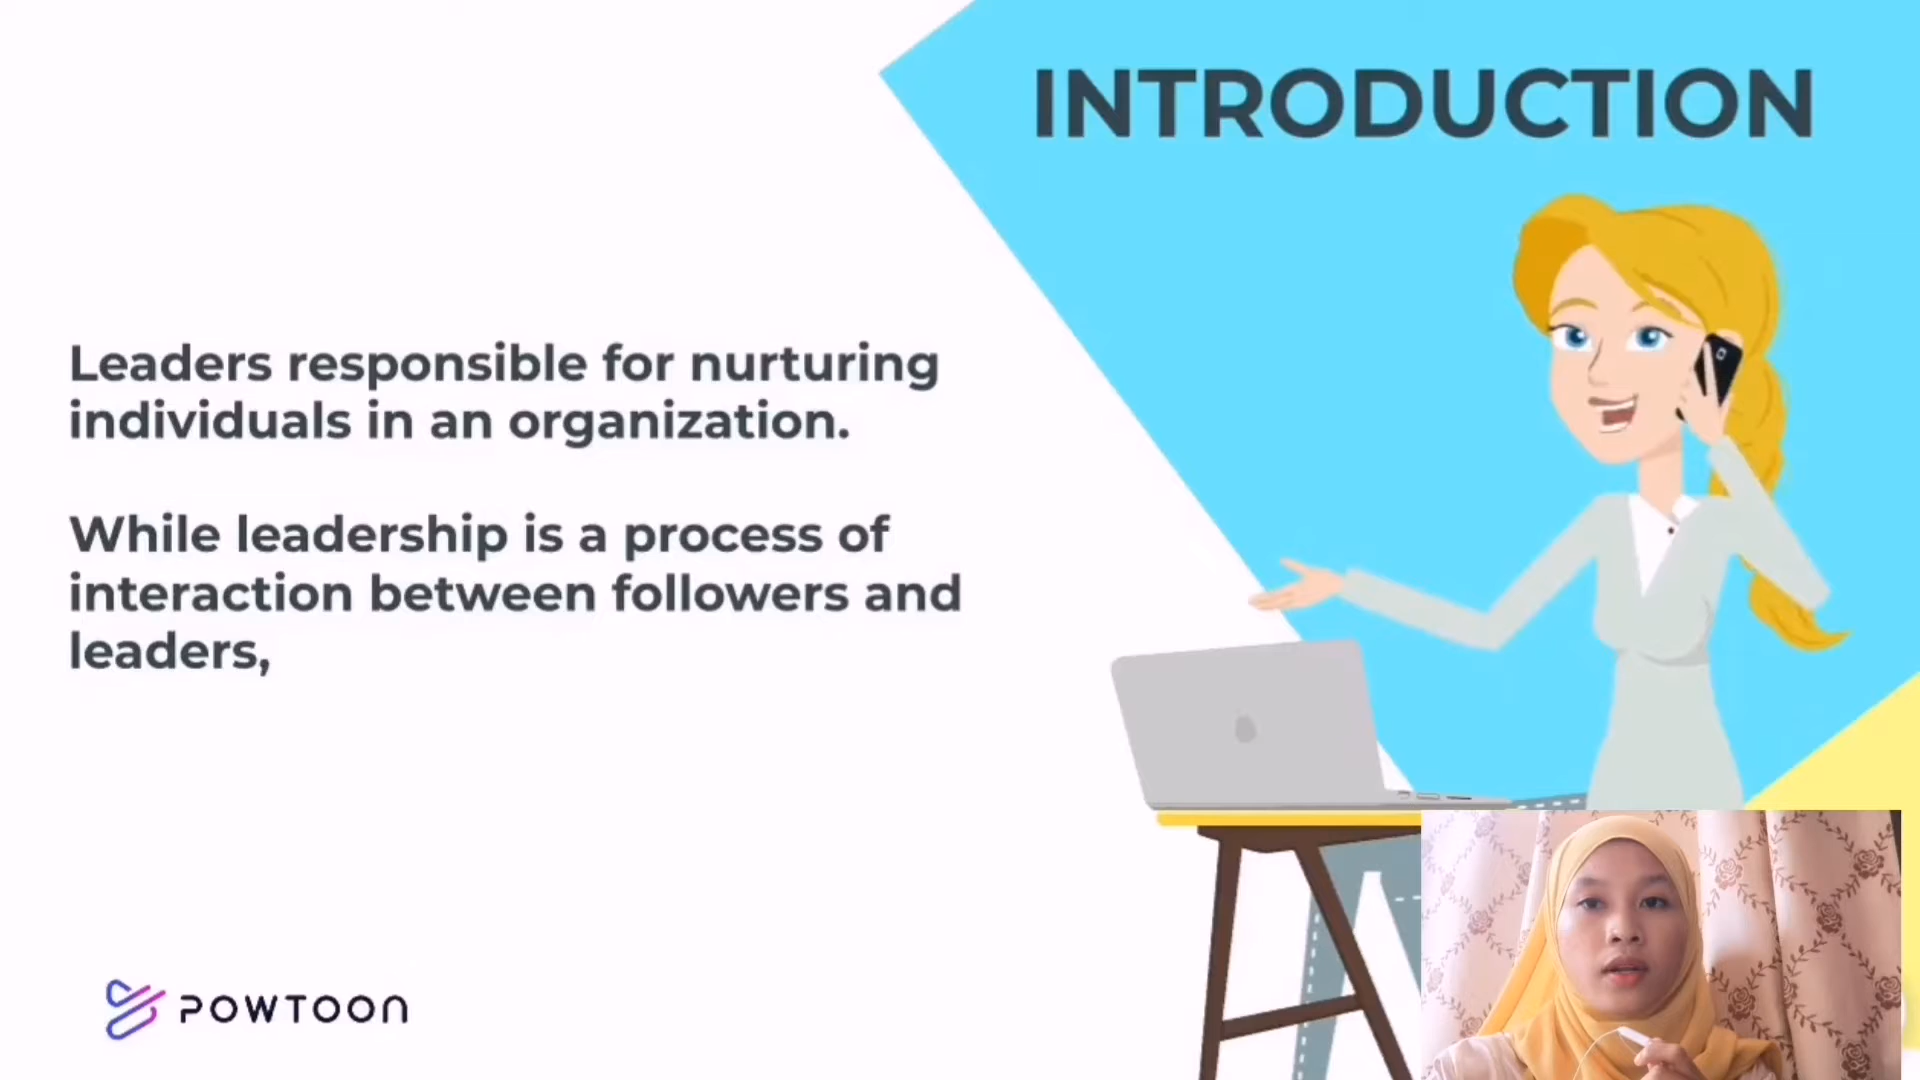 INTRODUCTION
Leaders responsible for nurturing
individuals in an organization.
While leadership is a process of
interaction between followers and
leaders,
POWTOON